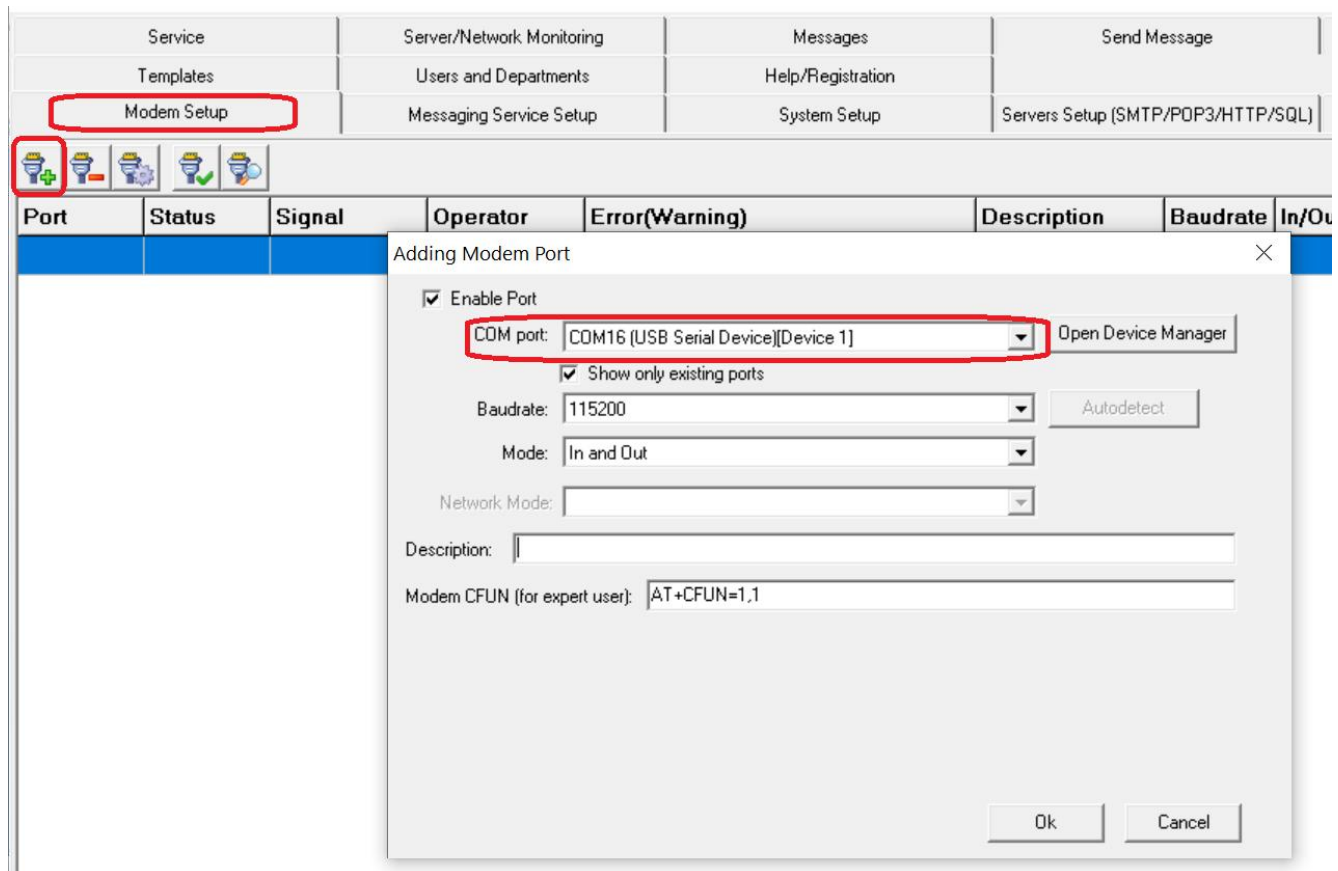 Service Server/Network Monitoring Messages Send Message
Templates Users and Departments Help/Registration
Modem Setup Messaging Service Setup System Setup Servers Setup (SMTP/POP3/HTTP/SQL)
Port Status Signal Operator Error(Warning) Description Baudrate In/Ou
Adding Modem Port
Enable Port
COM port: COM16 (USB Serial Device)[Device 1] Open Device Manager
Show only existing ports
Baudrate: 115200 Autodetect
Mode: In and Out
Network Mode:
Description:
Modem CFUN (for expert user): AT+CFUN=1,1
Ok Cancel